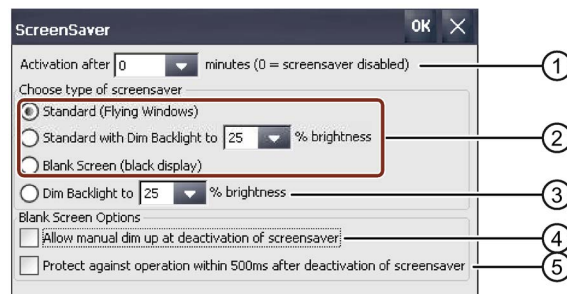 ScreenSaver OK
Activation after 0 minutes (0 = screensaver disabled) 1
Choose type of screensaver
Standard (Flying Windows)
Standard with Dim Backlight to 25 % brightness 2
Blank Screen (black display)
Dim Backlight to 25 % brightness 3
Blank Screen Options
Allow manual dim up at deactivation of screensaver 4
Protect against operation within 500ms after deactivation of screensaver 5